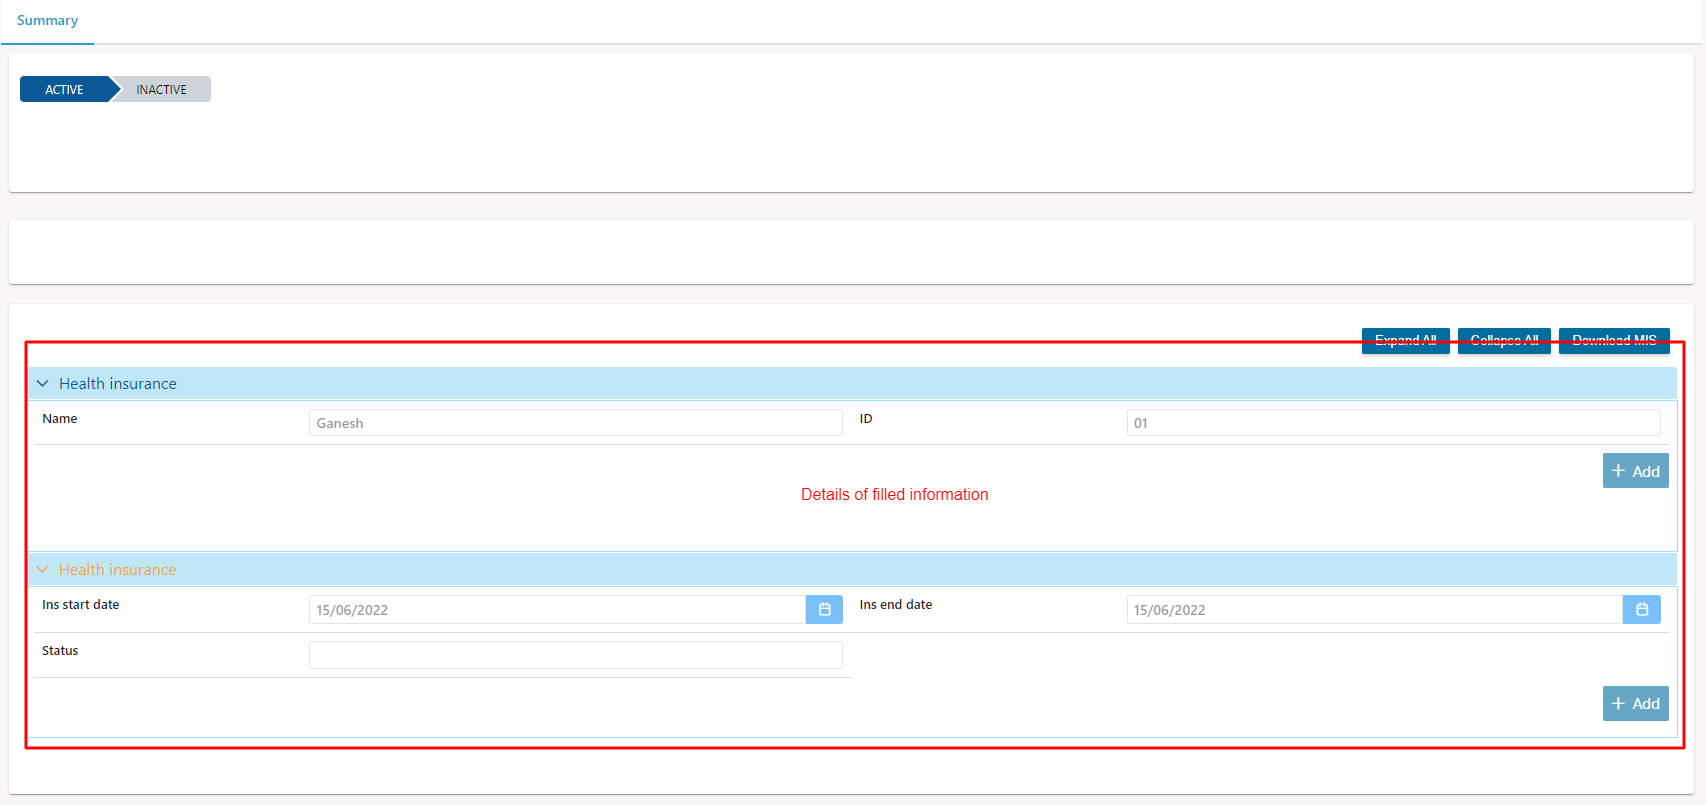 Summary
ACTIVE INACTIVE
Expand All Collapse All Download MIS
Health insurance
Name Ganesh ID 01
+ Add
Details of filled information
Health insurance
Ins start date 15/06/2022 Ins end date 15/06/2022
Status
+ Add